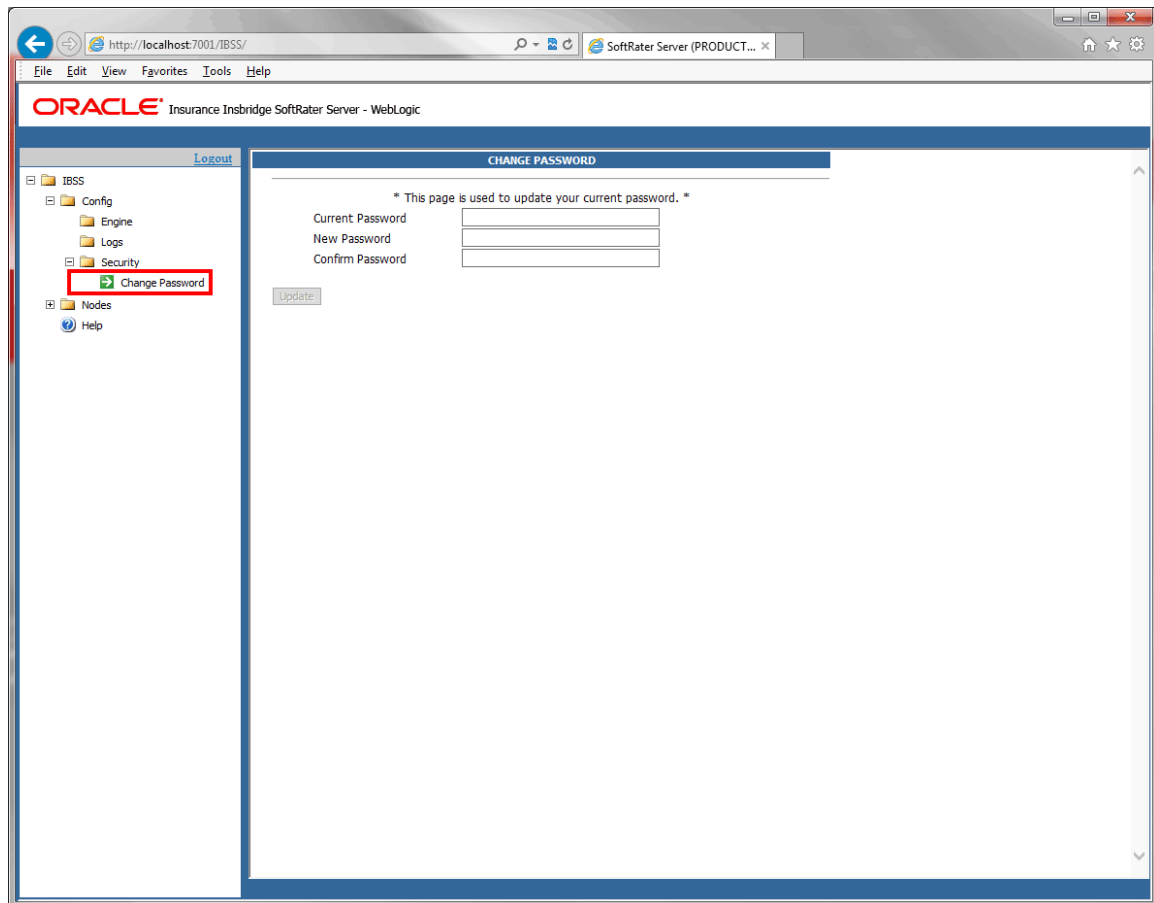 http://localhost:7001/IBSS/
SoftRater Server (PRODUCT...
File Edit View Favorites Tools Help
ORACLE Insurance Insbridge SoftRater Server - WebLogic
Logout
IBSS
Config
Engine
Logs
Security
Change Password
Nodes
Help
CHANGE PASSWORD
* This page is used to update your current password. *
Current Password
New Password
Confirm Password
Update